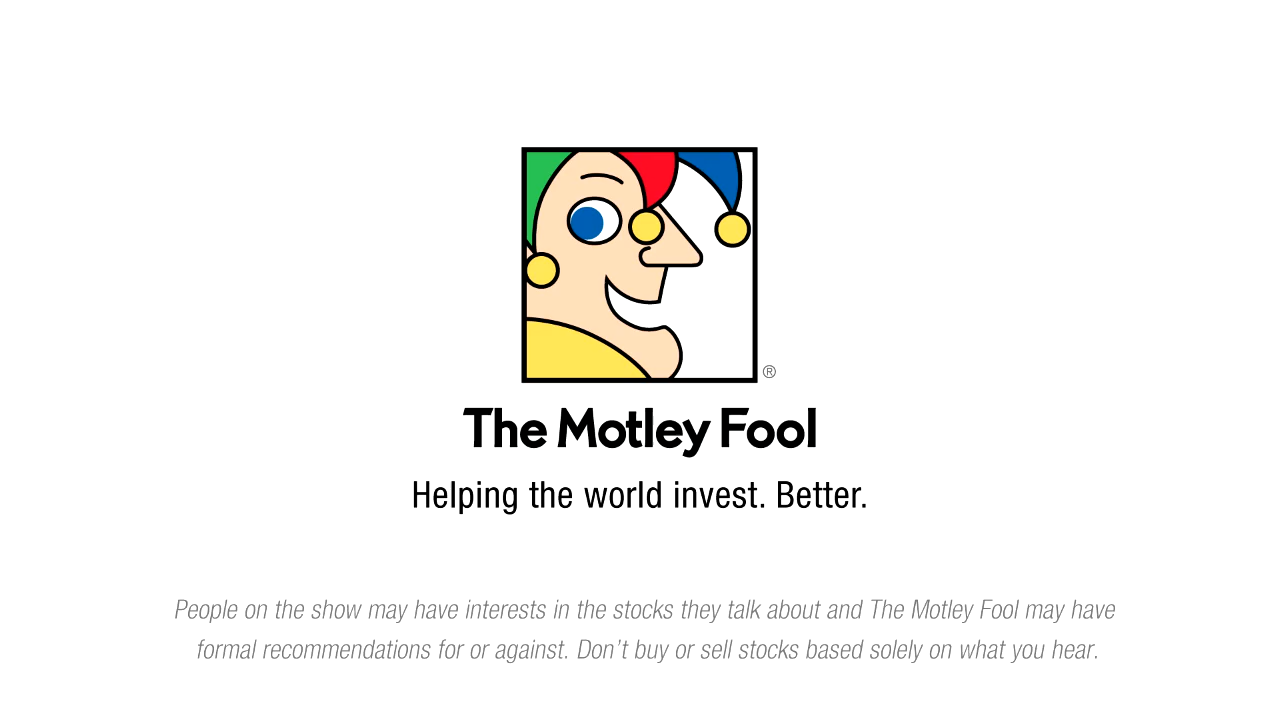 ®
The Motley Fool
Helping the world invest. Better.
People on the show may have interests in the stocks they talk about and The Motley Fool may have
formal recommendations for or against. Don’t buy or sell stocks based solely on what you hear.